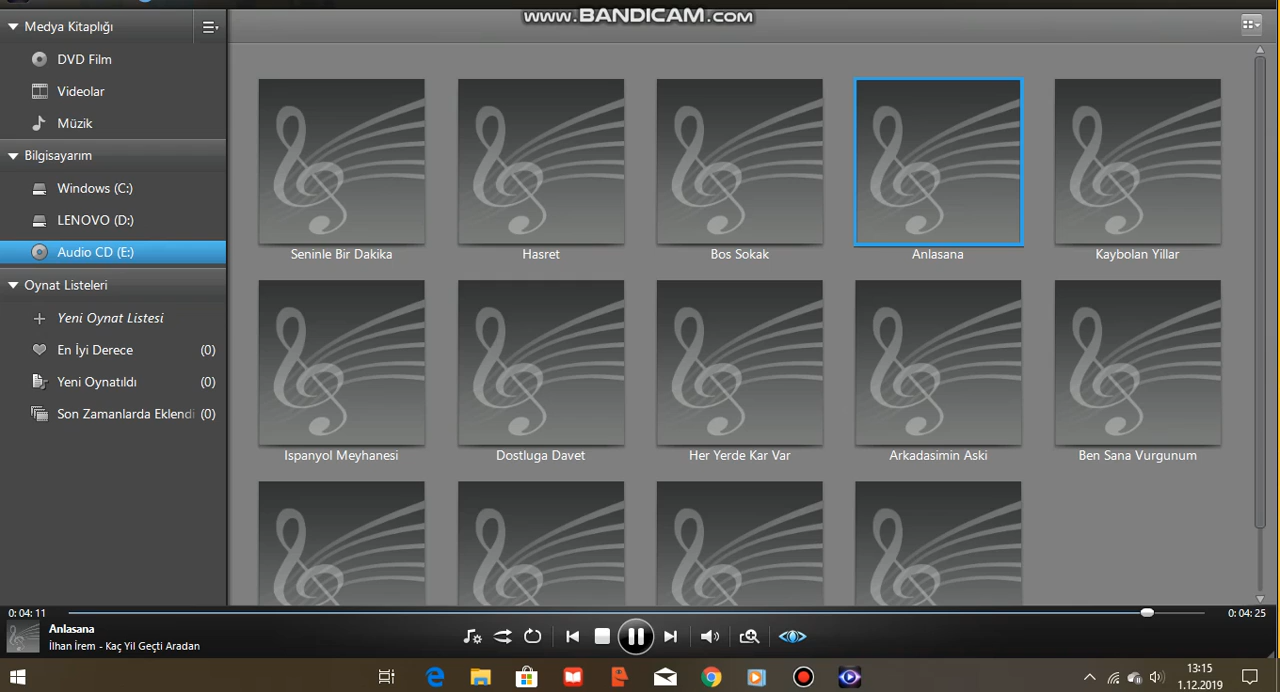 www.BANDICAM.com
Medya Kitaplığı
DVD Film
Videolar
Müzik
Bilgisayarım
Windows (C:)
LENOVO (D:)
Audio CD (E:)
Oynat Listeleri
Yeni Oynat Listesi
En İyi Derece (0)
Yeni Oynatıldı (0)
Son Zamanlarda Eklendi (0)
Seninle Bir Dakika
Hasret
Bos Sokak
Anlasana
Kaybolan Yillar
Ispanyol Meyhanesi
Dostluga Davet
Her Yerde Kar Var
Arkadasimin Aski
Ben Sana Vurgunum
0:04:11
0:04:25
Anlasana
İlhan İrem - Kaç Yil Geçti Aradan
13:15
1.12.2019